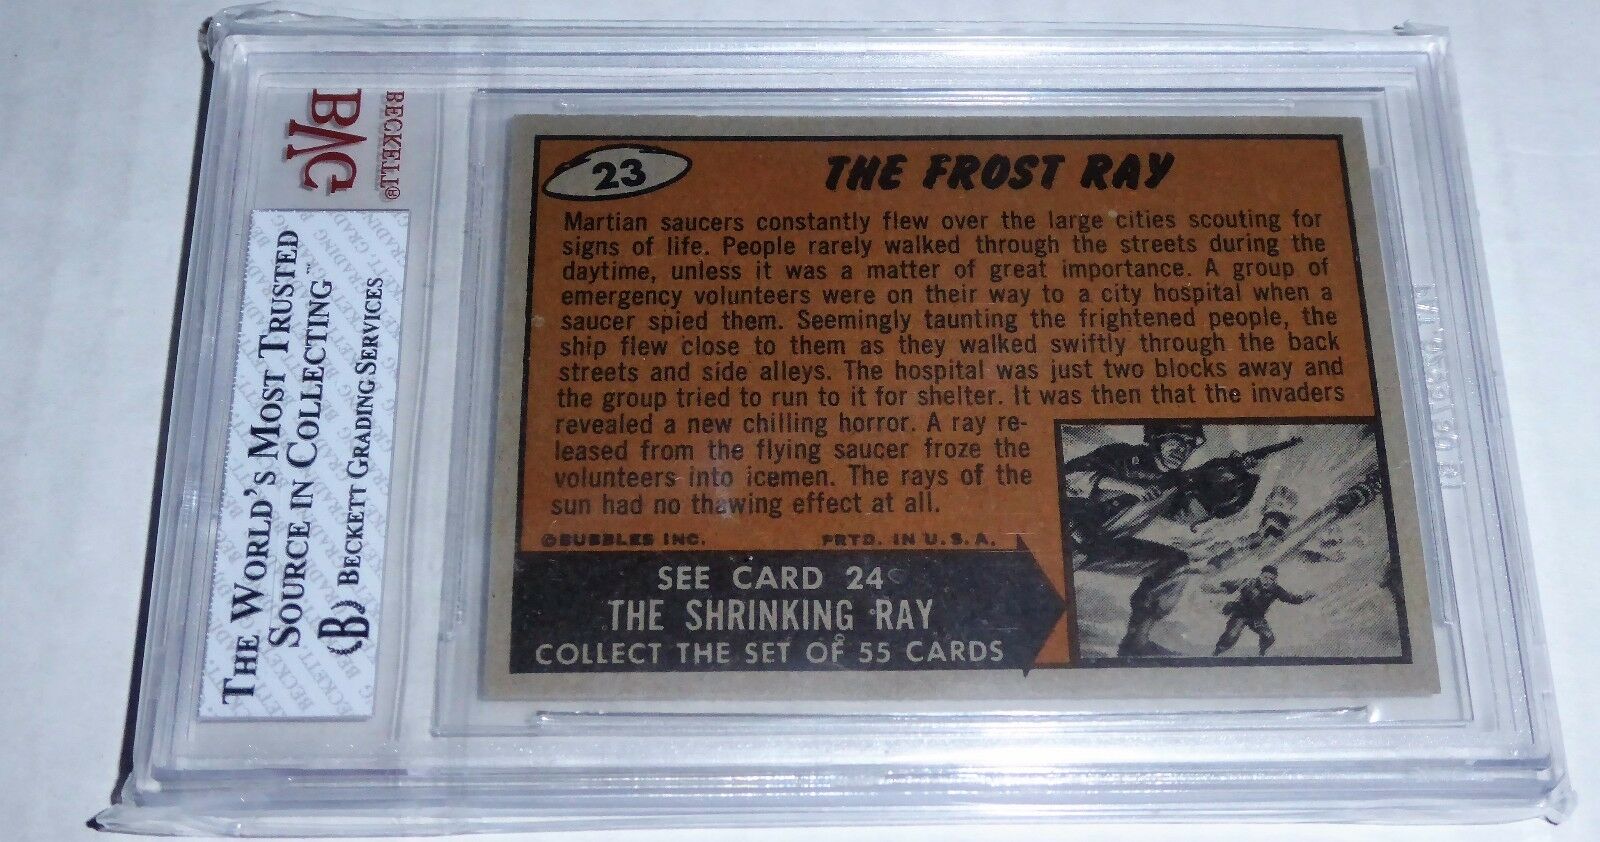 BECKETT®
BVG
THE WORLD'S MOST TRUSTED
SOURCE IN COLLECTING™
(B) BECKETT GRADING SERVICES
23
THE FROST RAY
Martian saucers constantly flew over the large cities scouting for
signs of life. People rarely walked through the streets during the
daytime, unless it was a matter of great importance. A group of
emergency volunteers were on their way to a city hospital when a
saucer spied them. Seemingly taunting the frightened people, the
ship flew close to them as they walked swiftly through the back
streets and side alleys. The hospital was just two blocks away and
the group tried to run to it for shelter. It was then that the invaders
revealed a new chilling horror. A ray re-
leased from the flying saucer froze the
volunteers into icemen. The rays of the
sun had no thawing effect at all.
©BUBBLES INC. PRTD. IN U.S.A.
SEE CARD 24
THE SHRINKING RAY
COLLECT THE SET OF 55 CARDS